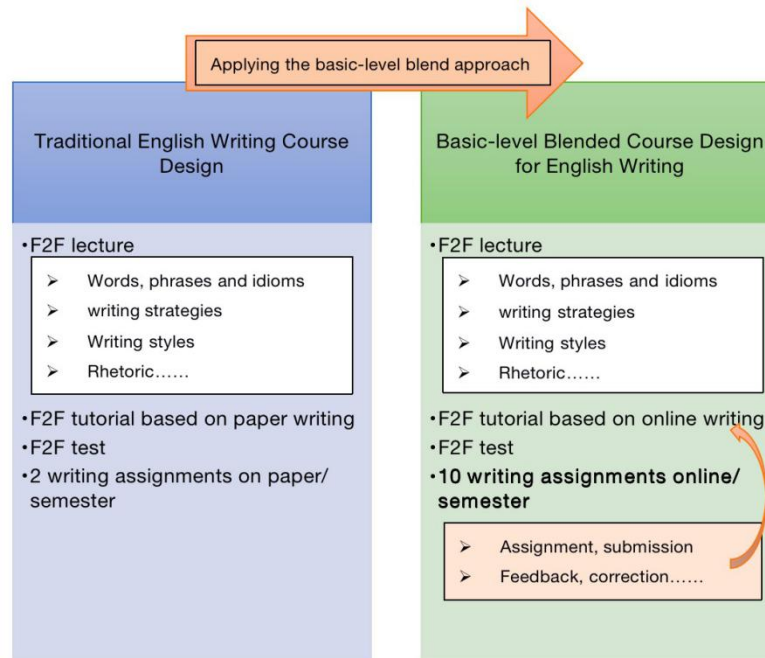 Applying the basic-level blend approach
Traditional English Writing Course
Design
•F2F lecture
➢ Words, phrases and idioms
➢ writing strategies
➢ Writing styles
➢ Rhetoric……
•F2F tutorial based on paper writing
•F2F test
•2 writing assignments on paper/
semester
Basic-level Blended Course Design
for English Writing
•F2F lecture
➢ Words, phrases and idioms
➢ writing strategies
➢ Writing styles
➢ Rhetoric……
•F2F tutorial based on online writing
•F2F test
•10 writing assignments online/
semester
➢ Assignment, submission
➢ Feedback, correction……